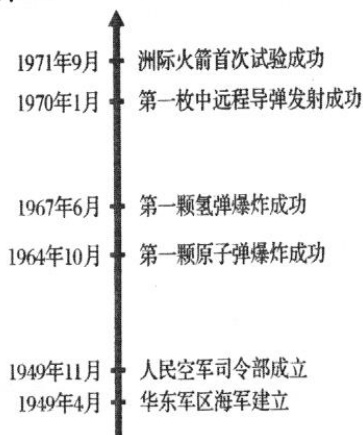 1971年9月 洲际火箭首次试验成功
1970年1月 第一枚中远程导弹发射成功
1967年6月 第一颗氢弹爆炸成功
1964年10月 第一颗原子弹爆炸成功
1949年11月 人民空军司令部成立
1949年4月 华东军区海军建立